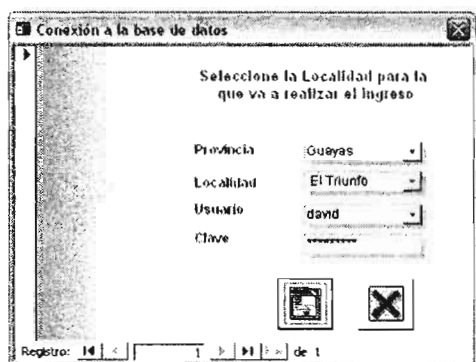 Conexión a la base de datos
Seleccione la Localidad para la
que va a realizar el Ingreso
Provincia Guayas
Localidad El Triunfo
Usuario david
Clave ********
Registro: 1 de 1